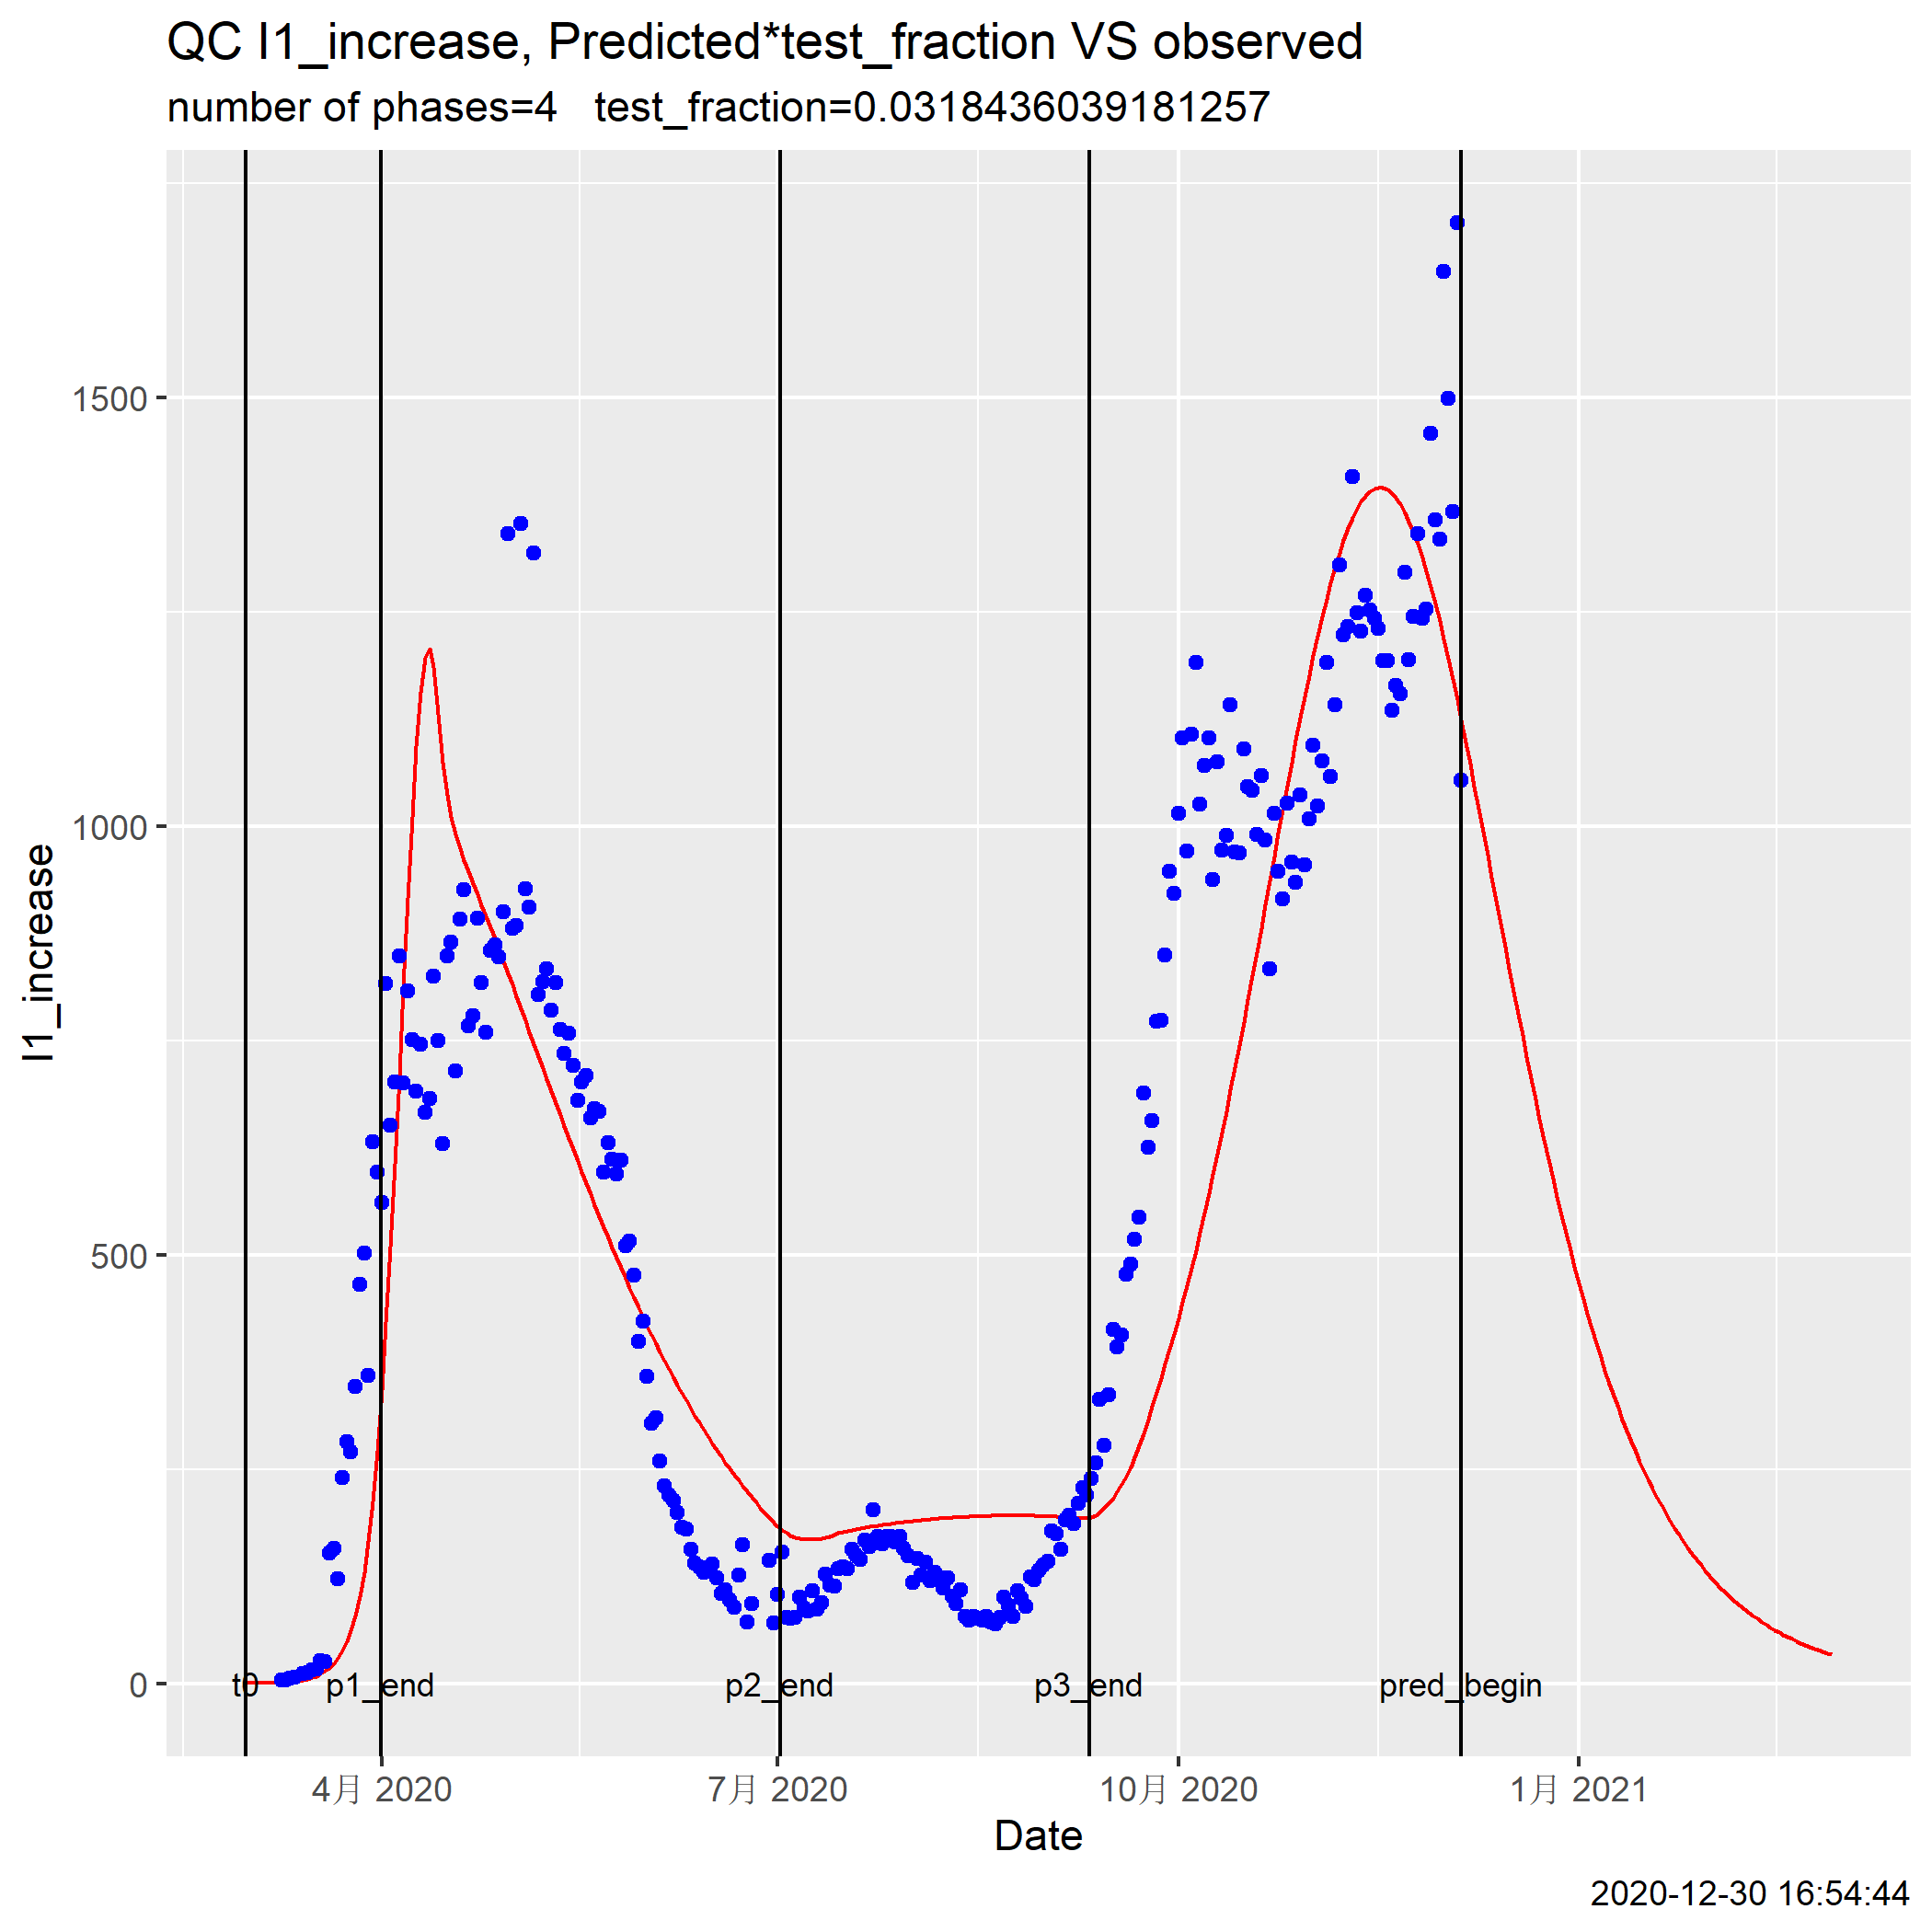 QC I1_increase, Predicted*test_fraction VS observed
number of phases=4 test_fraction=0.0318436039181257
I1_increase
1500
1000
500
0
t0 p1_end p2_end p3_end pred_begin
4月 2020 7月 2020 10月 2020 1月 2021
Date
2020-12-30 16:54:44